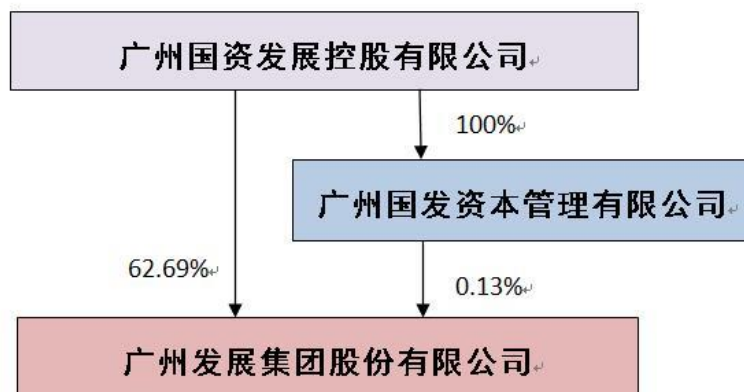 广州国资发展控股有限公司
100%
广州国发资本管理有限公司
62.69%
0.13%
广州发展集团股份有限公司